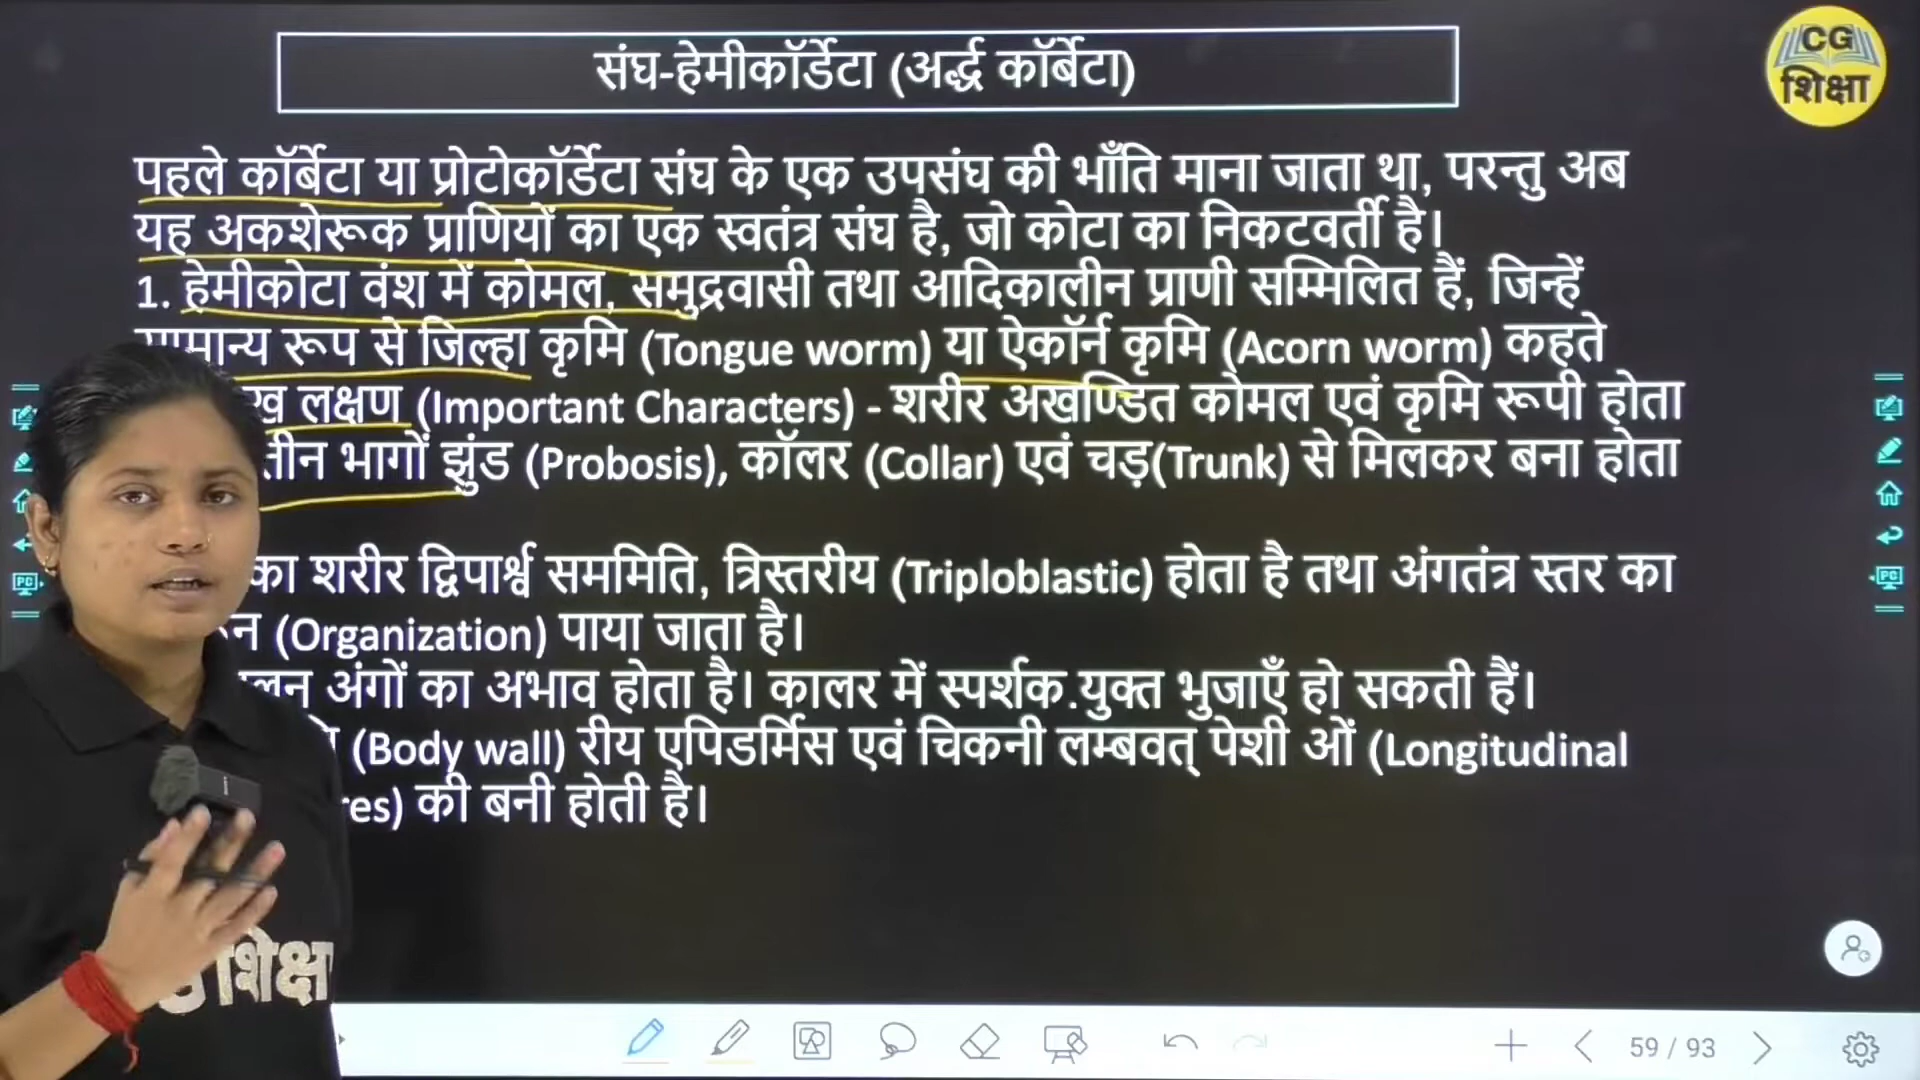 संघ-हेमीकॉर्डेटा (अर्द्ध कॉर्बेटा)
CG
शिक्षा
पहले कॉर्बेटा या प्रोटोकॉर्डेटा संघ के एक उपसंघ की भाँति माना जाता था, परन्तु अब
यह अकशेरूक प्राणियों का एक स्वतंत्र संघ है, जो कोटा का निकटवर्ती है।
1. हेमीकोटा वंश में कोमल, समुद्रवासी तथा आदिकालीन प्राणी सम्मिलित हैं, जिन्हें
रूप से जिल्हा कृमि (Tongue worm) या ऐकॉर्न कृमि (Acorn worm) कहते
लक्षण (Important Characters) - शरीर अखण्डित कोमल एवं कृमि रूपी होता
तीन भागों झुंड (Probosis), कॉलर (Collar) एवं चड़(Trunk) से मिलकर बना होता
का शरीर द्विपार्श्व सममिति, त्रिस्तरीय (Triploblastic) होता है तथा अंगतंत्र स्तर का
(Organization) पाया जाता है।
अंगों का अभाव होता है। कालर में स्पर्शक.युक्त भुजाएँ हो सकती हैं।
(Body wall) रीय एपिडर्मिस एवं चिकनी लम्बवत् पेशी ओं (Longitudinal
res) की बनी होती है।
शिक्षा
59 / 93